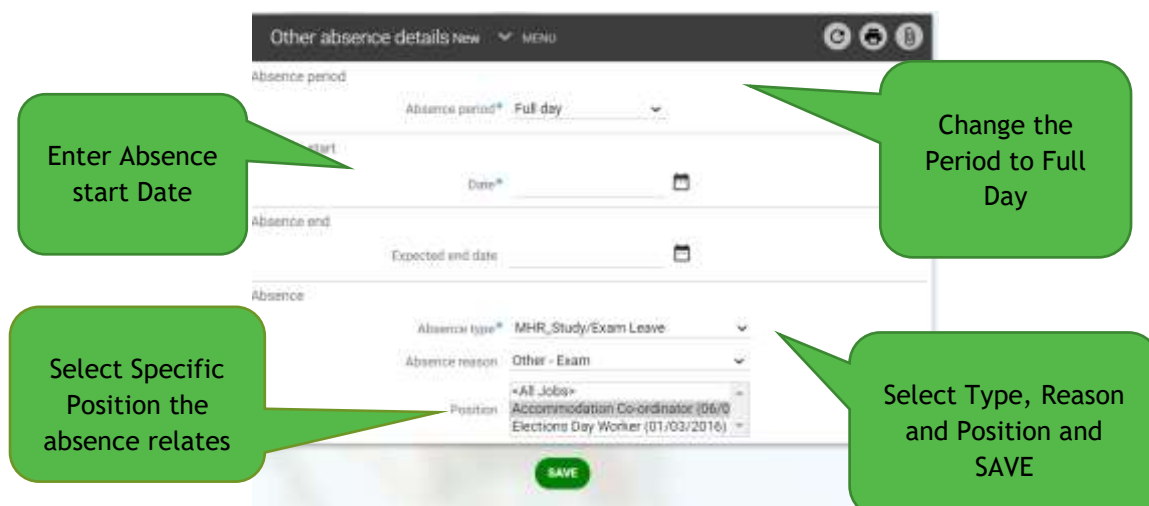 Other absence details New MENU
Absence period
Absence period* Full day
Change the
Period to Full
Day
Enter Absence
start Date
start
Date*
Absence end
Expected end date
Absence
Absence type* MHR_Study/Exam Leave
Absence reason Other - Exam
Position
<All Jobs>
Accommodation Co-ordinator (06/0
Elections Day Worker (01/03/2016)
Select Specific
Position the
absence relates
Select Type, Reason
and Position and
SAVE
SAVE